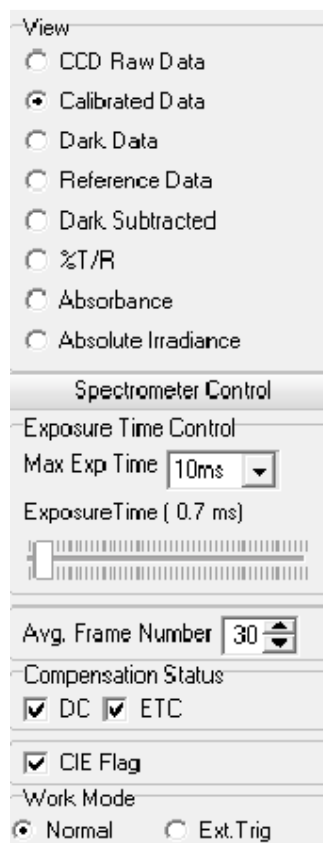 View
CCD Raw Data
Calibrated Data
Dark Data
Reference Data
Dark Subtracted
%T/R
Absorbance
Absolute Irradiance
Spectrometer Control
Exposure Time Control
Max Exp Time 10ms
ExposureTime ( 0.7 ms)
Avg. Frame Number 30
Compensation Status
DC ETC
CIE Flag
Work Mode
Normal Ext.Trig